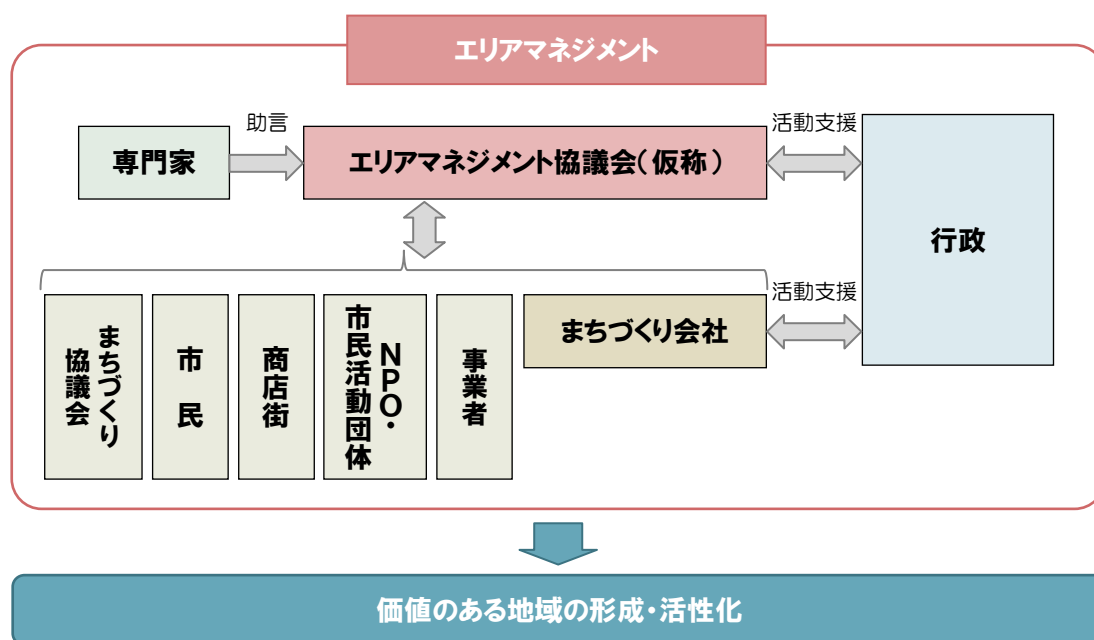 エリアマネジメント
助言
活動支援
専門家
エリアマネジメント協議会(仮称)
行政
活動支援
まちづくり
協議会
市民
商店街
NPO・
市民活動団体
事業者
まちづくり会社
価値のある地域の形成・活性化